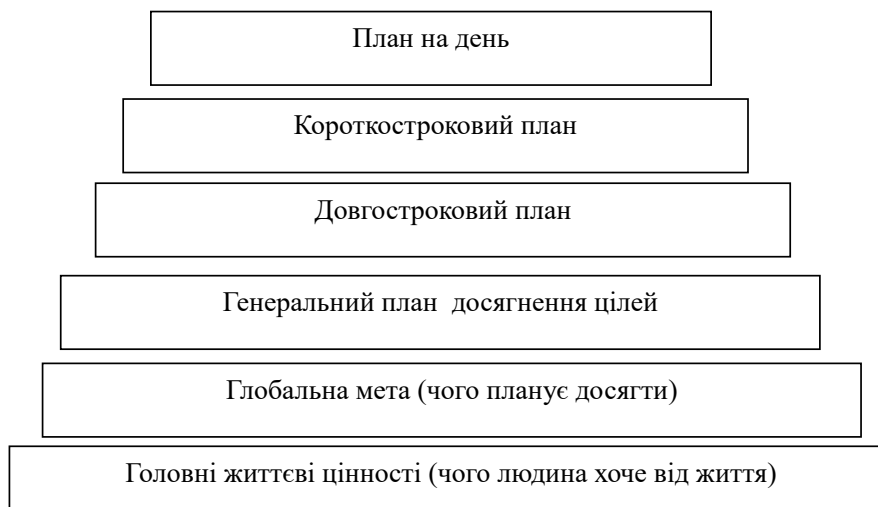 План на день
Короткостроковий план
Довгостроковий план
Генеральний план  досягнення цілей
Глобальна мета (чого планує досягти)
Головні життєві цінності (чого людина хоче від життя)